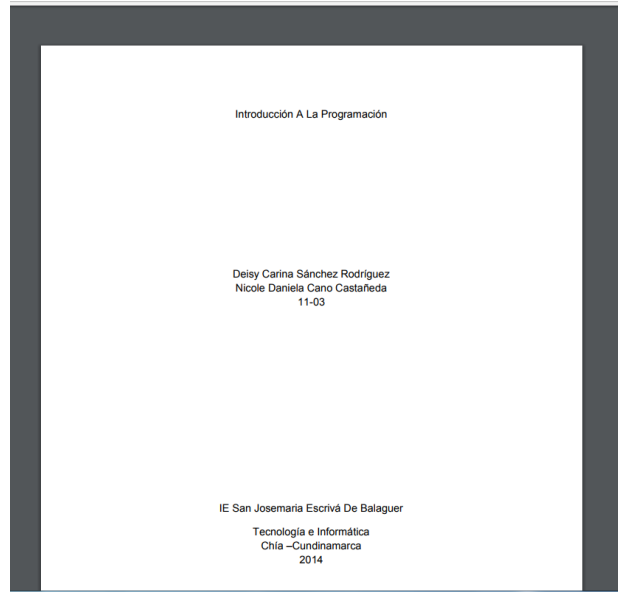 Introducción A La Programación
Deisy Carina Sánchez Rodríguez
Nicole Daniela Cano Castañeda
11-03
IE San Josemaria Escrivá De Balaguer
Tecnología e Informática
Chía –Cundinamarca
2014